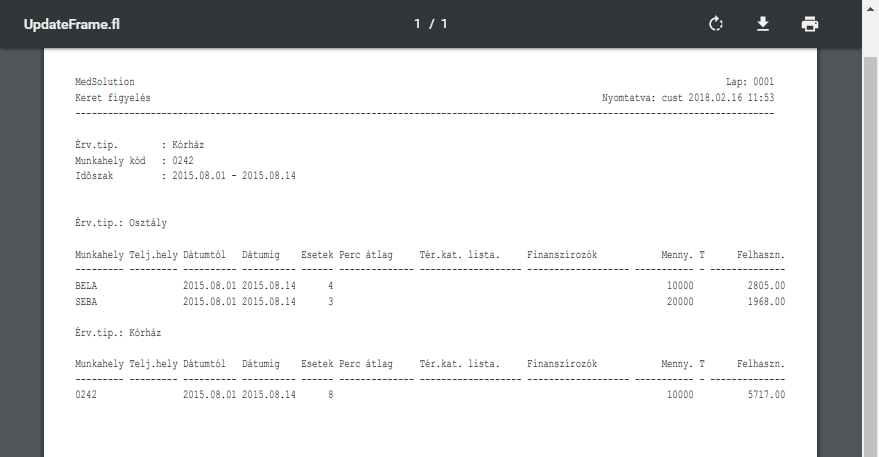 UpdateFrame.fl 1 / 1
MedSolution Lap: 0001
Keret figyelés Nyomtatva: cust 2018.02.16 11:53
--------------------------------------------------------------------------------------------------------------------------------
Érv.tip. : Kórház
Munkahely kód : 0242
Időszak : 2015.08.01 - 2015.08.14
Érv.tip.: Osztály
Munkahely Telj.hely Dátumtól Dátumig Esetek Perc átlag Tér.kat. lista. Finanszírozók Menny. T Felhaszn.
--------- --------- ---------- ---------- ------ -------------- ------------------- ------------------- ----------- - --------------
BELA 2015.08.01 2015.08.14 4 10000 2805.00
SEBA 2015.08.01 2015.08.14 3 20000 1968.00
Érv.tip.: Kórház
Munkahely Telj.hely Dátumtól Dátumig Esetek Perc átlag Tér.kat. lista. Finanszírozók Menny. T Felhaszn.
--------- --------- ---------- ---------- ------ -------------- ------------------- ------------------- ----------- - --------------
0242 2015.08.01 2015.08.14 8 10000 5717.00